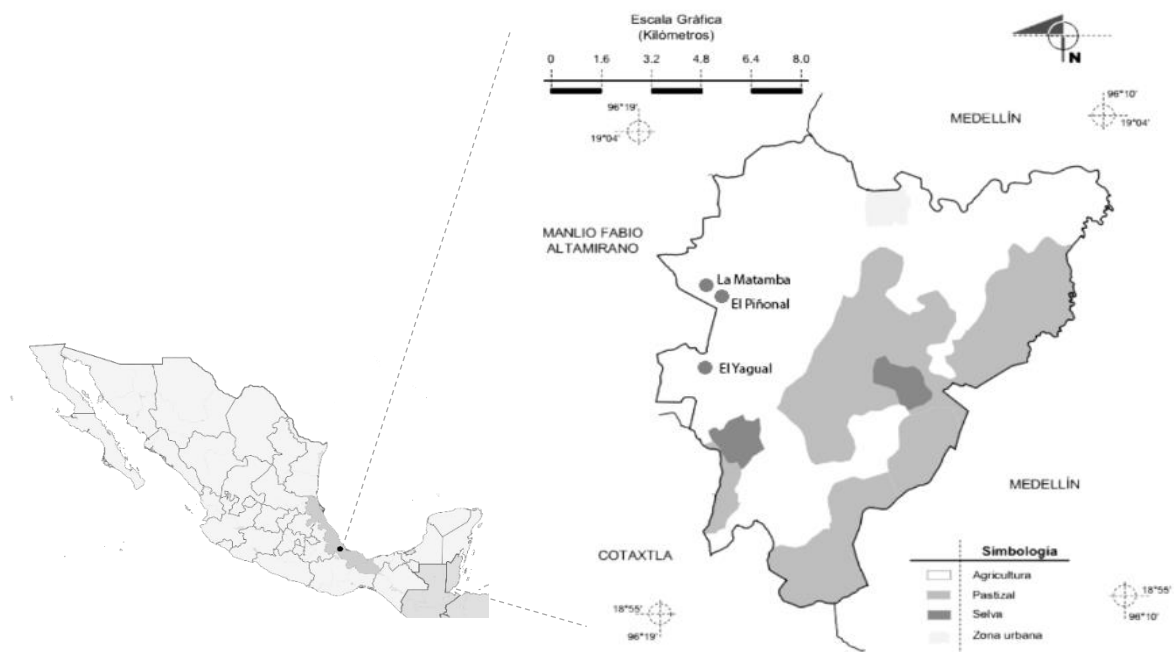 Escala Gráfica
(Kilómetros)
0 1.6 3.2 4.8 6.4 8.0
N
96°19'
19°04'
96°10'
19°04'
MEDELLÍN
MANLIO FABIO
ALTAMIRANO
La Matamba
El Piñonal
El Yagual
MEDELLÍN
COTAXTLA
Simbología
Agricultura
Pastizal
Selva
Zona urbana
18°55'
96°19'
18°55'
96°10'